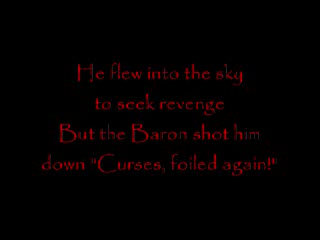 He flew into the sky
to seek revenge
But the Baron shot him
down "Curses, foiled again!"